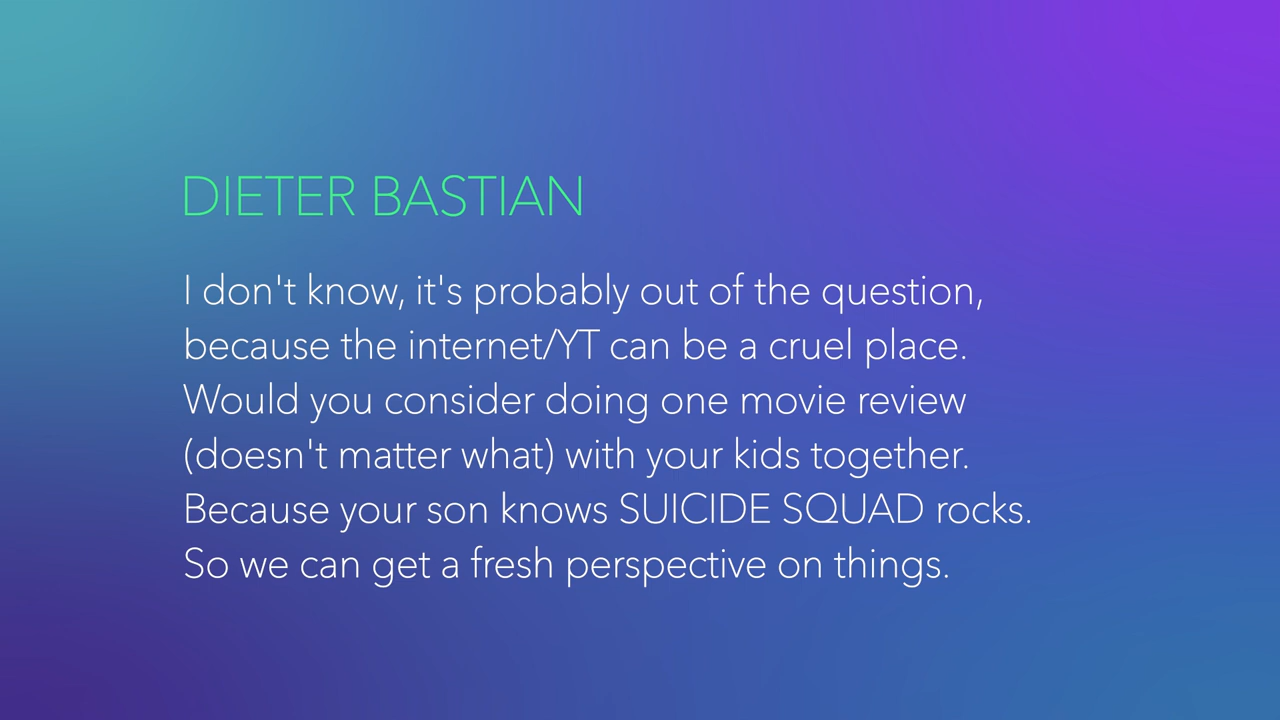 DIETER BASTIAN
I don't know, it's probably out of the question,
because the internet/YT can be a cruel place.
Would you consider doing one movie review
(doesn't matter what) with your kids together.
Because your son knows SUICIDE SQUAD rocks.
So we can get a fresh perspective on things.